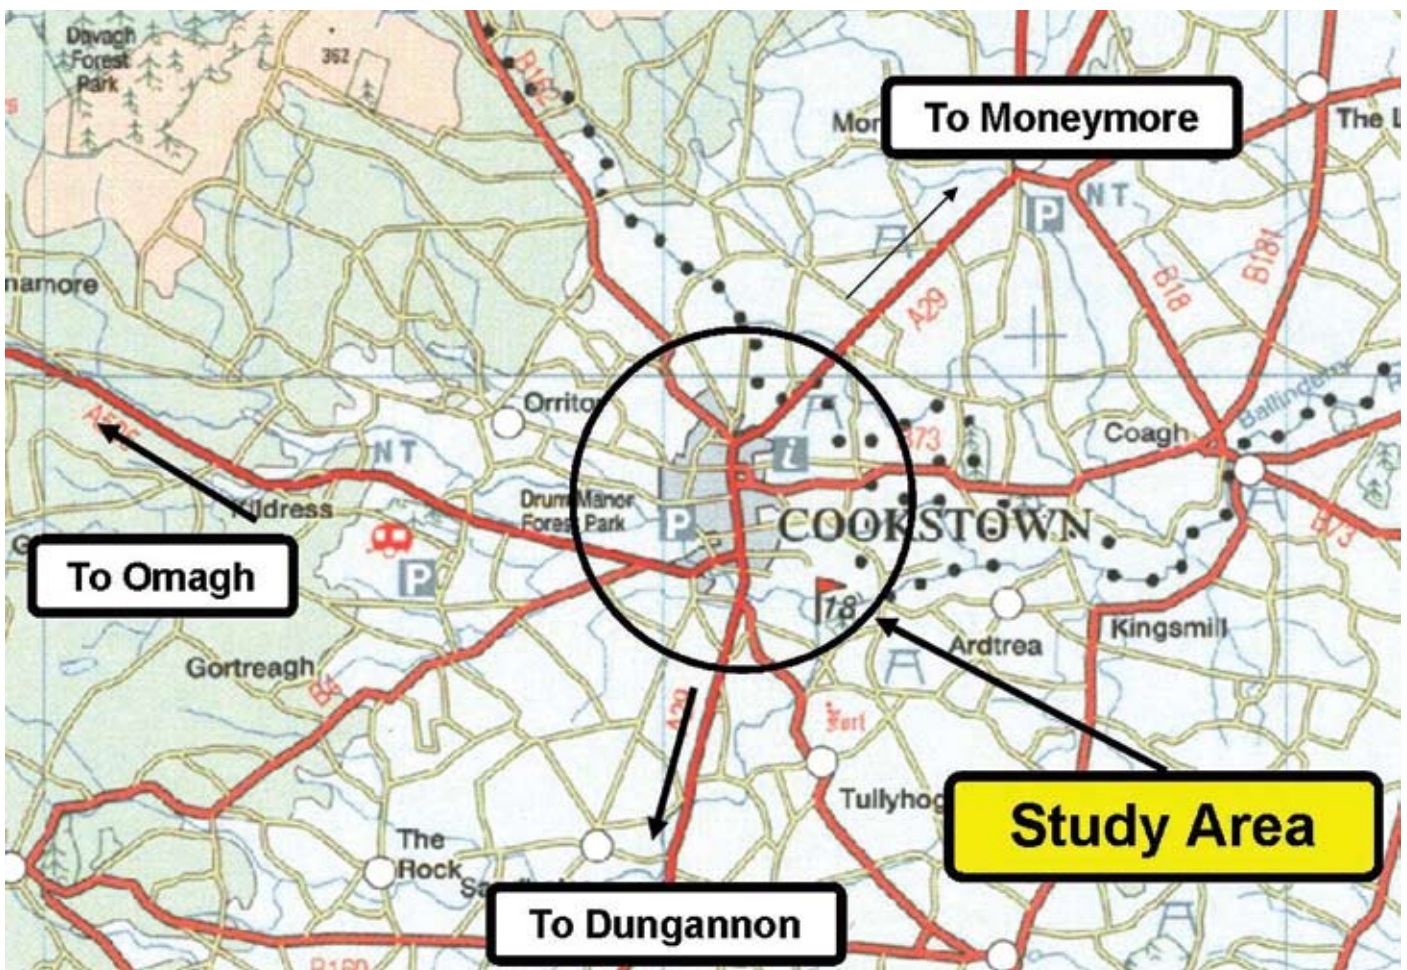 Davagh
Forest
Park
362
B162
To Moneymore
NT
P
B181
B18
A29
namore
Orritor
A505
NT
Kildress
Drum Manor
Forest Park
i
B73
Coagh
Ballinderry
P
COOKSTOWN
B73
To Omagh
P
18
Ardtrea
Kingsmill
Gortreagh
B4
A29
Fort
Tullyhog
Study Area
The
Rock
To Dungannon
B160